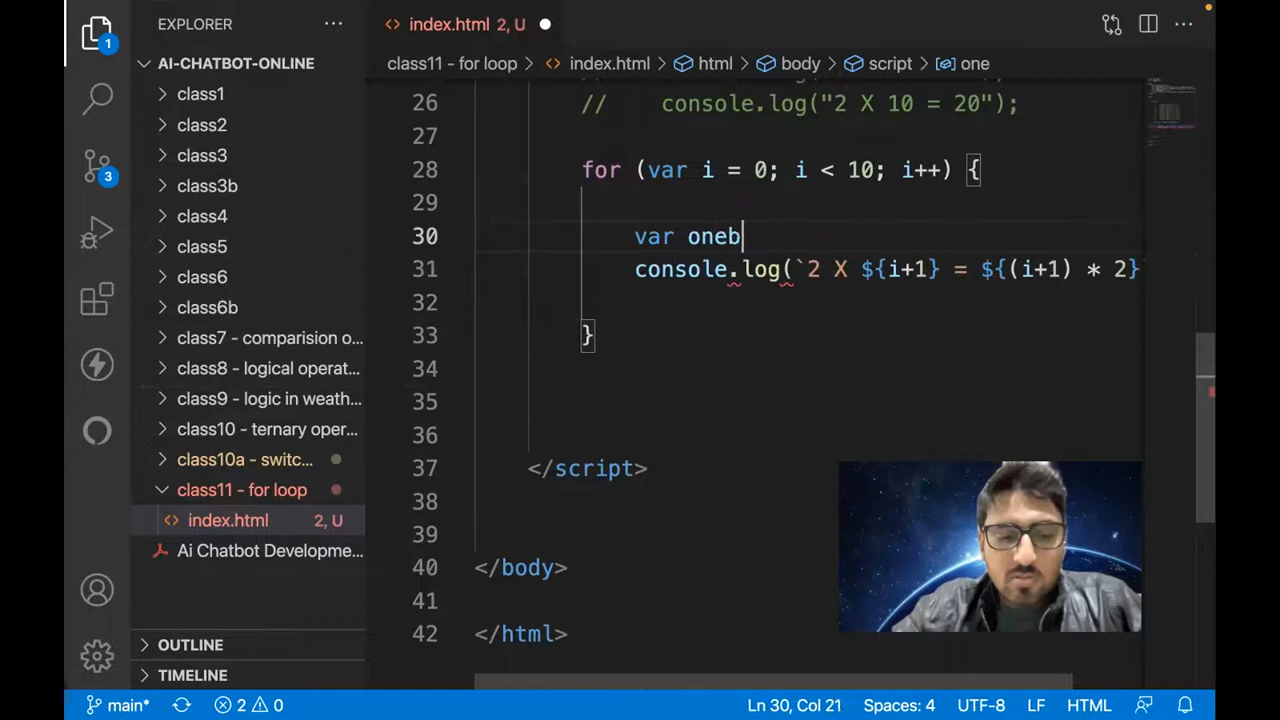 EXPLORER
index.html 2, U
1
AI-CHATBOT-ONLINE
class11 - for loop > index.html > html > body > script > one
class1
class2
class3
class3b
class4
class5
class6
class6b
class7 - comparision o...
class8 - logical operat...
class9 - logic in weath...
class10 - ternary oper...
class10a - switc...
class11 - for loop
index.html 2, U
Ai Chatbot Developme...
OUTLINE
TIMELINE
3
26 // console.log("2 X 10 = 20");
27
28 for (var i = 0; i < 10; i++) {
29
30 var oneb
31 console.log(`2 X ${i+1} = ${(i+1) * 2}
32
33 }
34
35
36
37 </script>
38
39
40 </body>
41
42 </html>
main* 2 0 Ln 30, Col 21 Spaces: 4 UTF-8 LF HTML